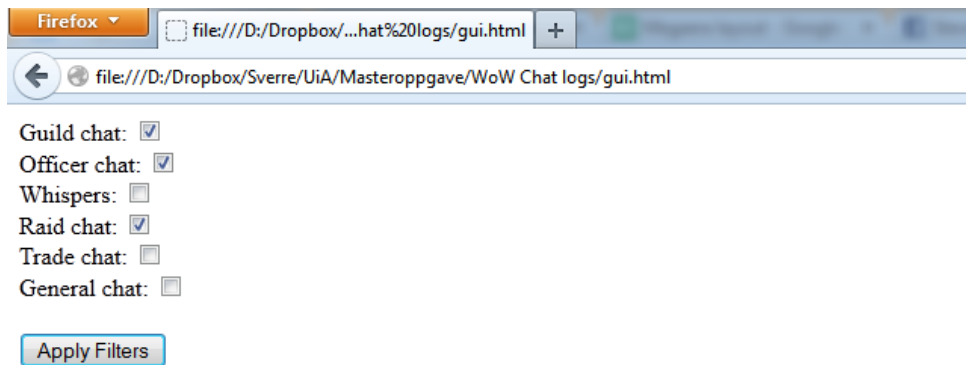 Firefox
file:///D:/Dropbox/...hat%20logs/gui.html
file:///D:/Dropbox/Sverre/UiA/Masteroppgave/WoW Chat logs/gui.html
Guild chat:
Officer chat:
Whispers:
Raid chat:
Trade chat:
General chat:
Apply Filters